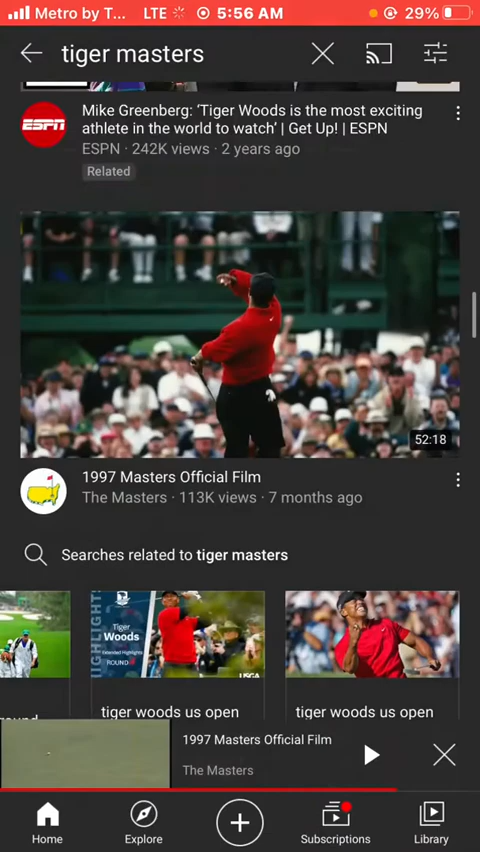 Metro by T... LTE 5:56 AM 29%
tiger masters
Mike Greenberg: ‘Tiger Woods is the most exciting
athlete in the world to watch’ | Get Up! | ESPN
ESPN · 242K views · 2 years ago
Related
ESPN
52:18
1997 Masters Official Film
The Masters · 113K views · 7 months ago
Searches related to tiger masters
HIGHLIGHT
Tiger
Woods
Extended Highlights
ROUND
USGA
round
tiger woods us open
tiger woods us open
1997 Masters Official Film
The Masters
Home
Explore
Subscriptions
Library